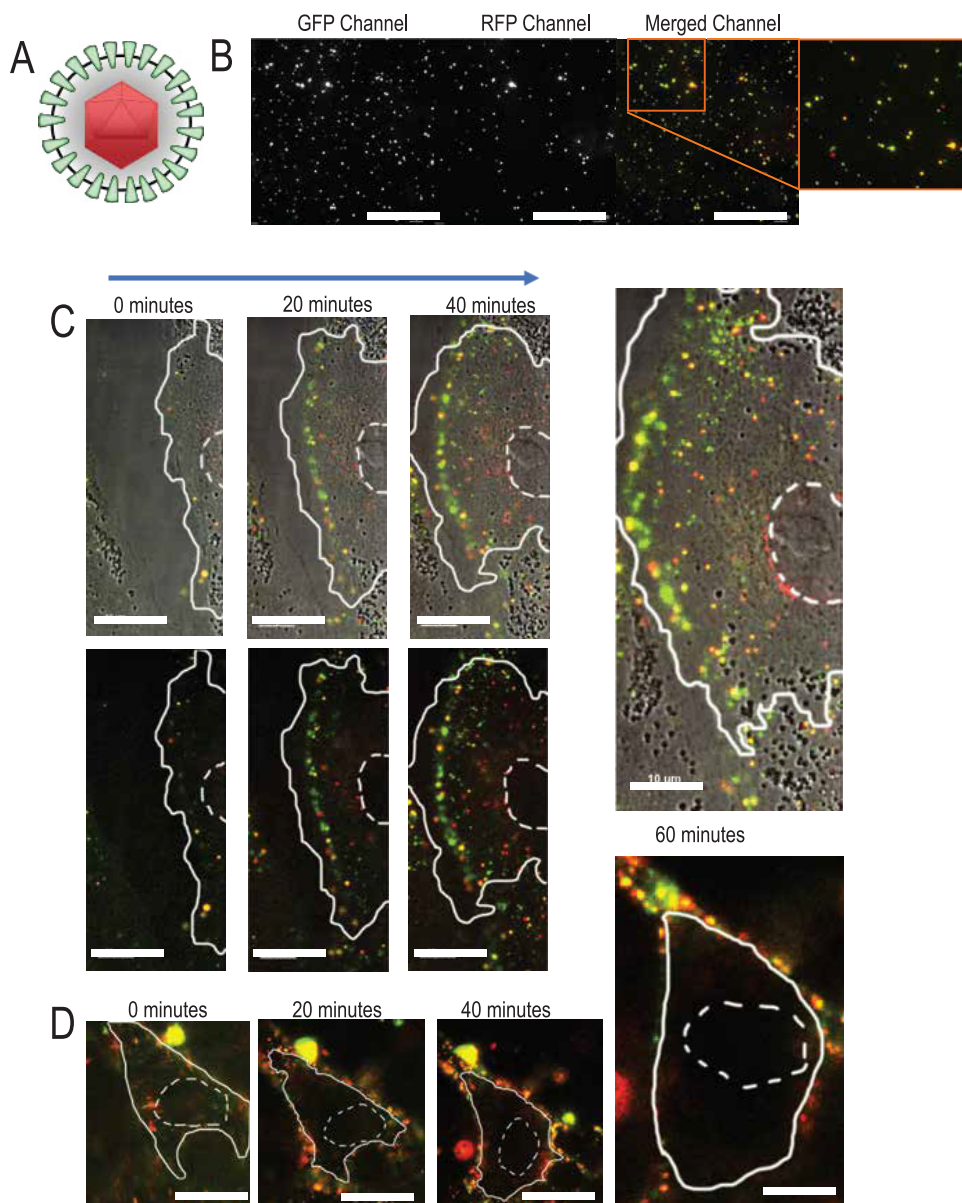 A
B
GFP Channel
RFP Channel
Merged Channel
C
0 minutes
20 minutes
40 minutes
10 μm
60 minutes
D
0 minutes
20 minutes
40 minutes